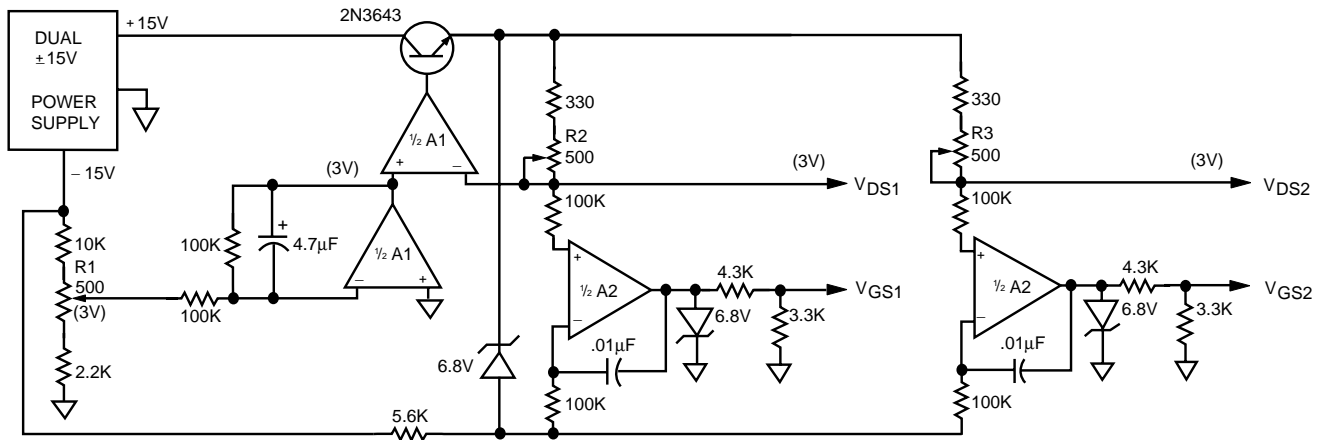 DUAL
±15V
POWER
SUPPLY
+15V
– 15V
2N3643
½ A1
+
–
(3V)
330
R2
500
(3V)
V_DS1
100K
330
R3
500
(3V)
V_DS2
100K
10K
R1
500
(3V)
2.2K
100K
100K
+
4.7µF
½ A1
–
+
+
½ A2
–
4.3K
V_GS1
6.8V
3.3K
.01µF
100K
6.8V
5.6K
+
½ A2
–
4.3K
V_GS2
6.8V
3.3K
.01µF
100K